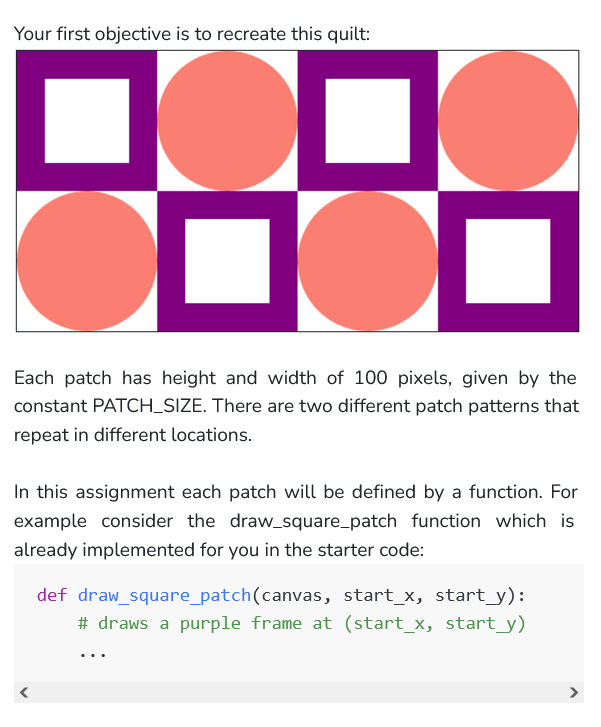 Your first objective is to recreate this quilt:
Each patch has height and width of 100 pixels, given by the
constant PATCH_SIZE. There are two different patch patterns that
repeat in different locations.
In this assignment each patch will be defined by a function. For
example consider the draw_square_patch function which is
already implemented for you in the starter code:
def draw_square_patch(canvas, start_x, start_y):
    # draws a purple frame at (start_x, start_y)
    ...